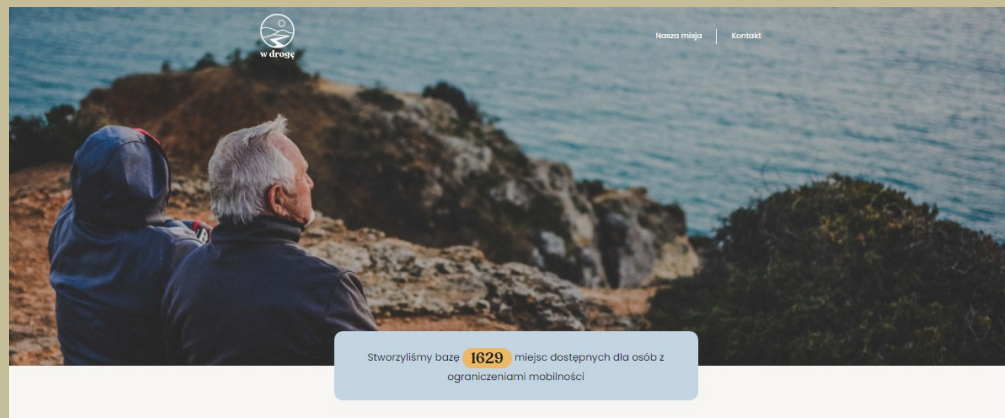 w drogę
Nasza misja
Kontakt
Stworzyliśmy bazę 1629 miejsc dostępnych dla osób z
ograniczeniami mobilności